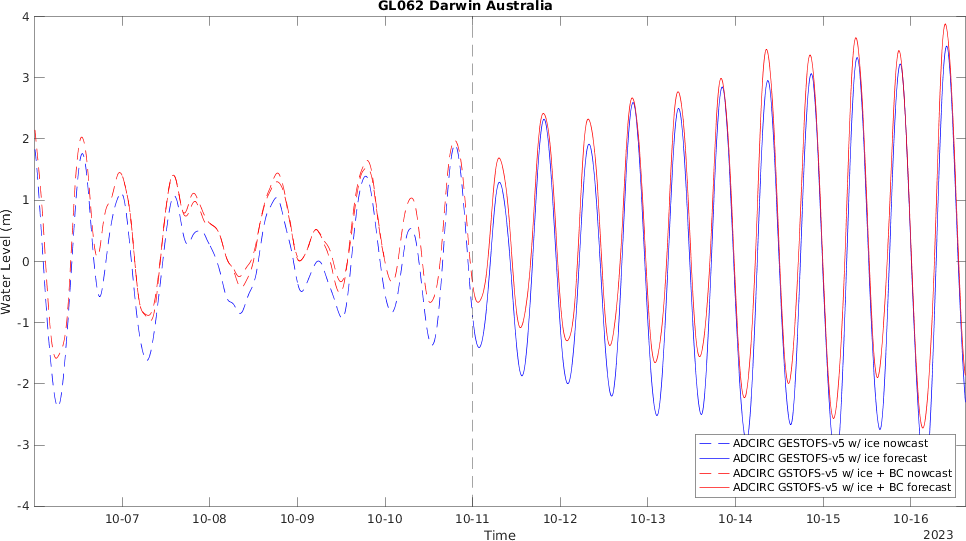 GL062 Darwin Australia
4
3
2
1
0
-1
-2
-3
-4
Water Level (m)
ADCIRC GESTOFS-v5 w/ ice nowcast
ADCIRC GESTOFS-v5 w/ ice forecast
ADCIRC GSTOFS-v5 w/ ice + BC nowcast
ADCIRC GSTOFS-v5 w/ ice + BC forecast
10-07 10-08 10-09 10-10 10-11 10-12 10-13 10-14 10-15 10-16
Time
2023